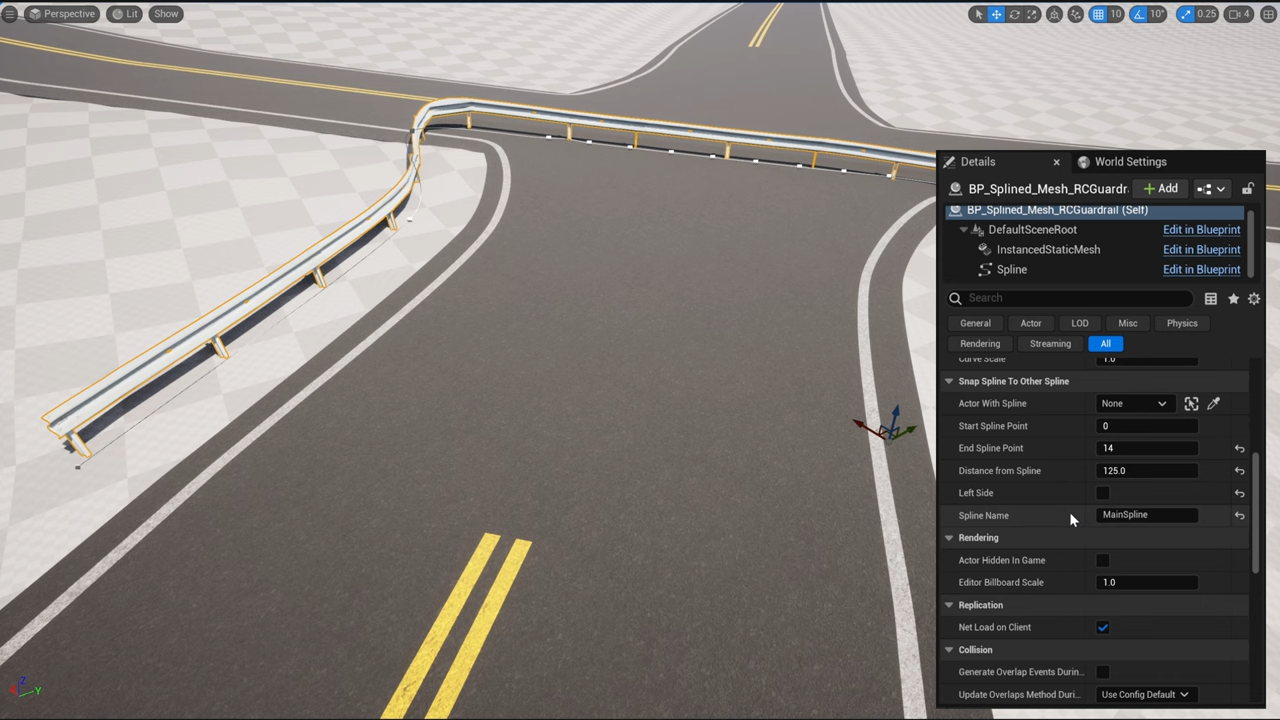 Perspective Lit Show 10 10° 0.25 4
Details World Settings
BP_Splined_Mesh_RCGuardr Add
BP_Splined_Mesh_RCGuardrail (Self)
DefaultSceneRoot Edit in Blueprint
InstancedStaticMesh Edit in Blueprint
Spline Edit in Blueprint
Search
General Actor LOD Misc Physics
Rendering Streaming All
Curve Scale 1.0
Snap Spline To Other Spline
Actor With Spline None
Start Spline Point 0
End Spline Point 14
Distance from Spline 125.0
Left Side
Spline Name MainSpline
Rendering
Actor Hidden In Game
Editor Billboard Scale 1.0
Replication
Net Load on Client
Collision
Generate Overlap Events Durin...
Update Overlaps Method Duri... Use Config Default
Z
X Y